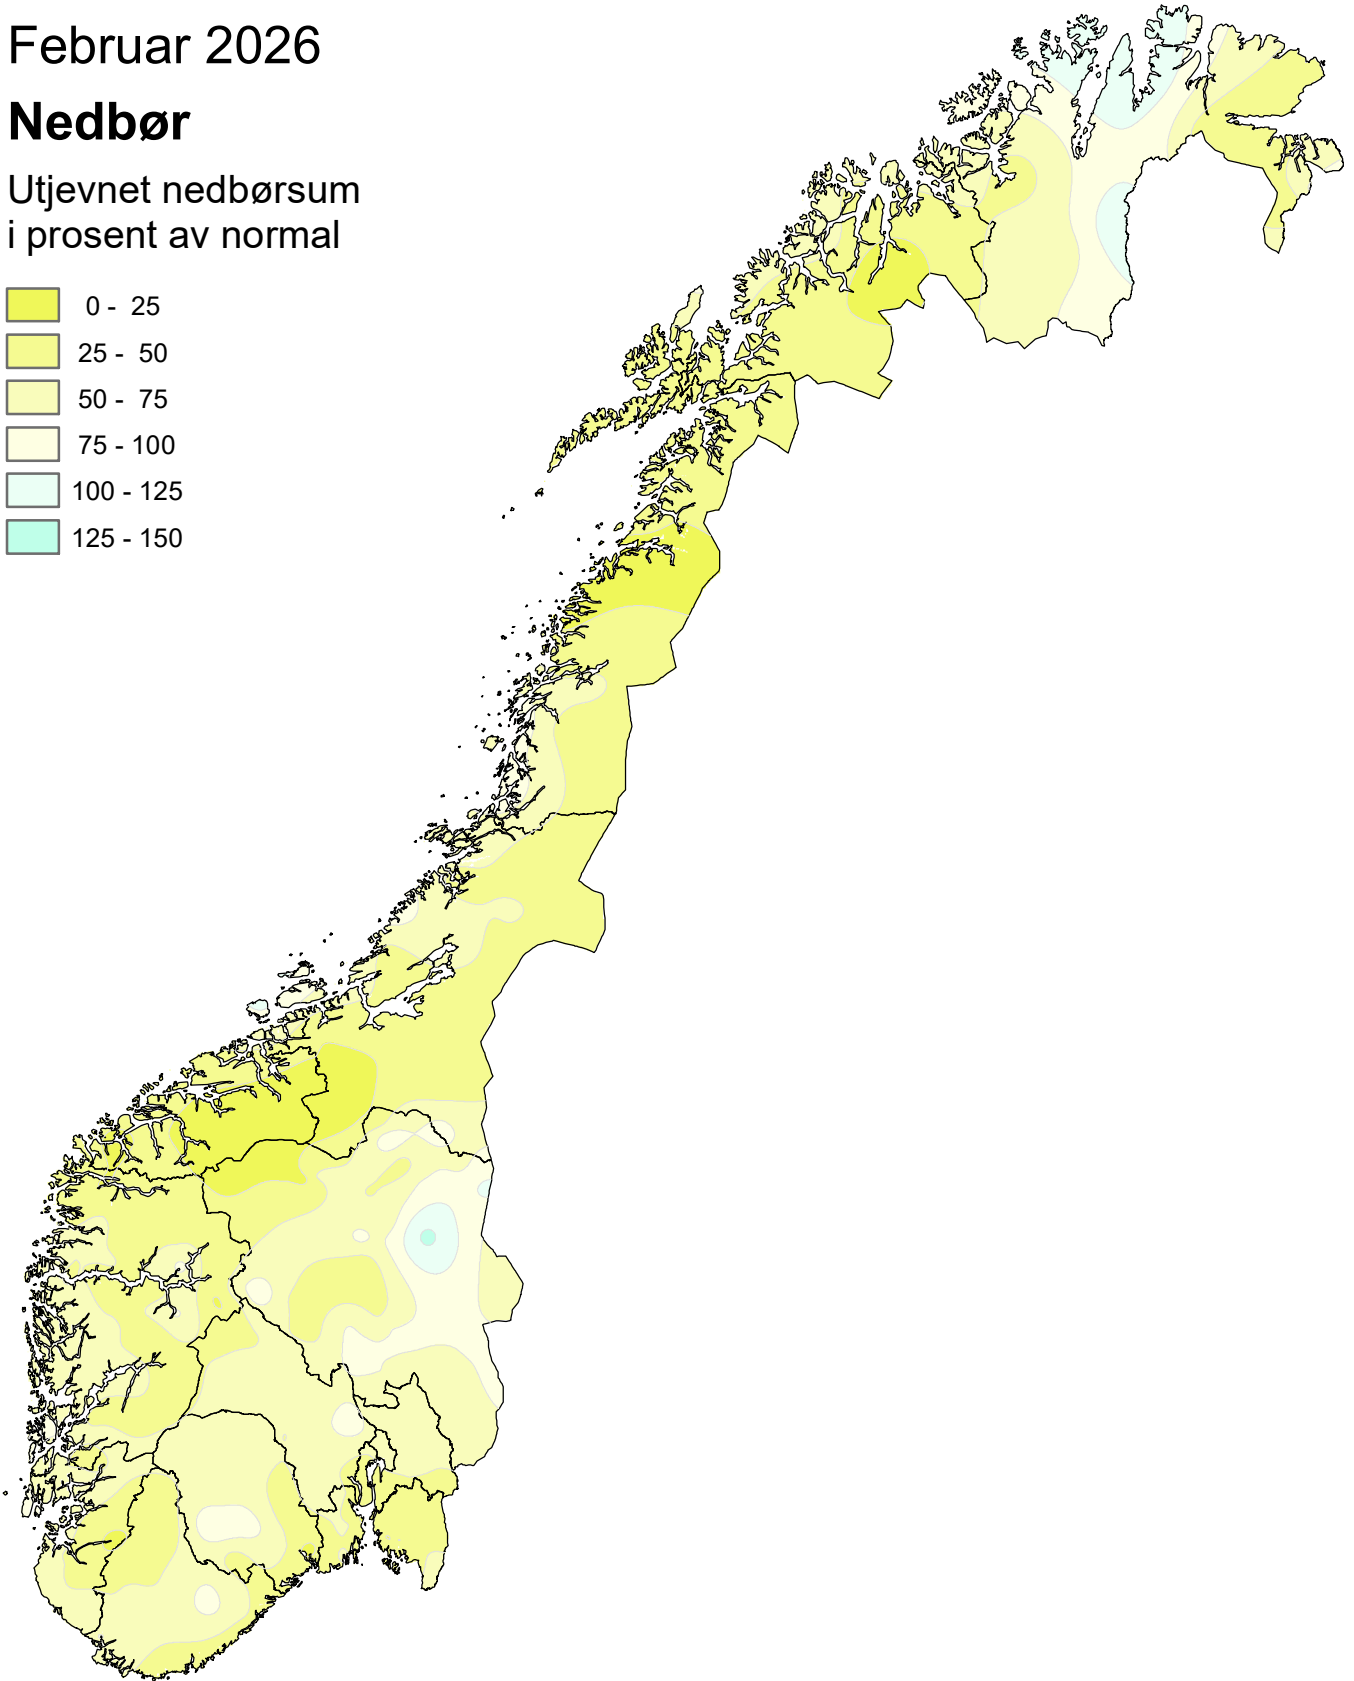 Februar 2026
Nedbør
Utjevnet nedbørsum
i prosent av normal
0 - 25
25 - 50
50 - 75
75 - 100
100 - 125
125 - 150